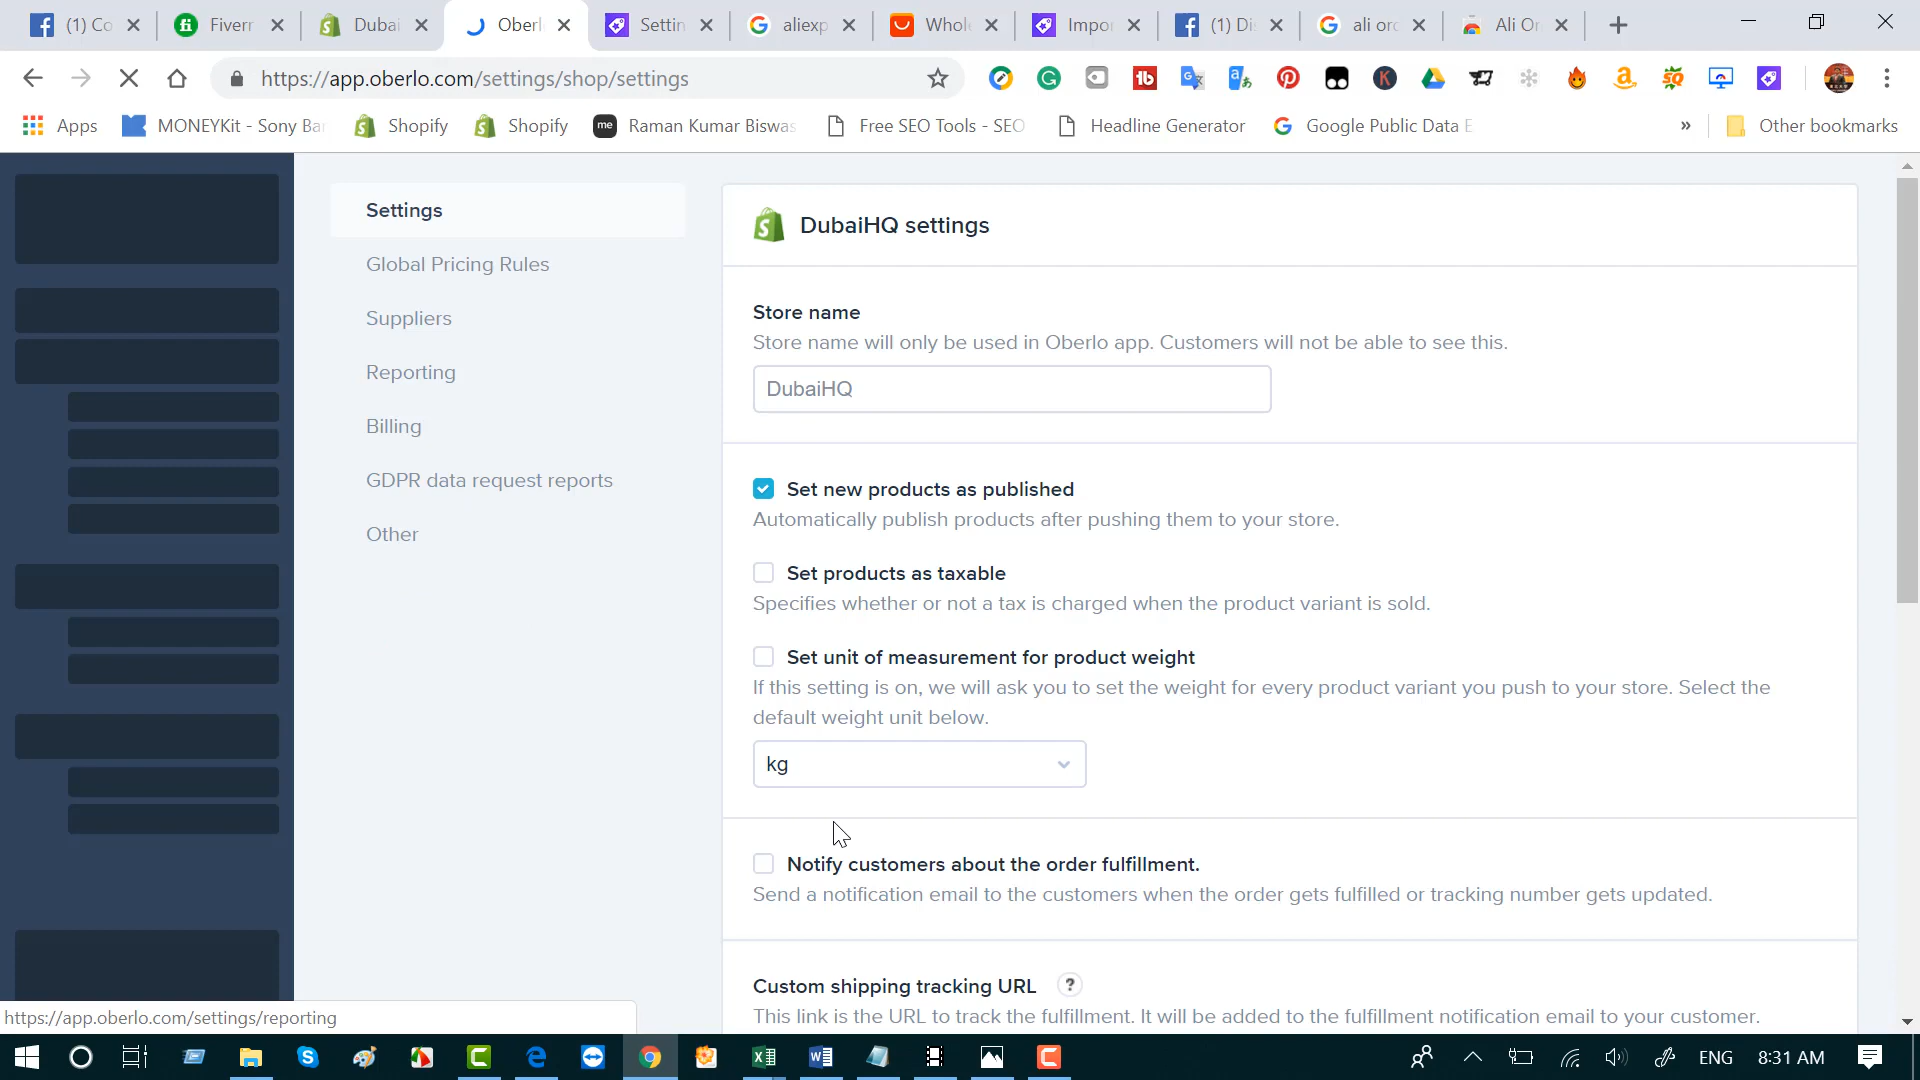 (1) Co
Fiverr
Dubai
Oberl
Settin
aliexp
Whole
Impor
(1) Di
ali ord
Ali Or
https://app.oberlo.com/settings/shop/settings
Apps
MONEYKit - Sony Ba
Shopify
Shopify
me
Raman Kumar Biswas
Free SEO Tools - SEO
Headline Generator
Google Public Data E
»
Other bookmarks
Settings
Global Pricing Rules
Suppliers
Reporting
Billing
GDPR data request reports
Other
DubaiHQ settings
Store name
Store name will only be used in Oberlo app. Customers will not be able to see this.
DubaiHQ
Set new products as published
Automatically publish products after pushing them to your store.
Set products as taxable
Specifies whether or not a tax is charged when the product variant is sold.
Set unit of measurement for product weight
If this setting is on, we will ask you to set the weight for every product variant you push to your store. Select the
default weight unit below.
kg
Notify customers about the order fulfillment.
Send a notification email to the customers when the order gets fulfilled or tracking number gets updated.
Custom shipping tracking URL ?
This link is the URL to track the fulfillment. It will be added to the fulfillment notification email to your customer.
https://app.oberlo.com/settings/reporting
ENG
8:31 AM